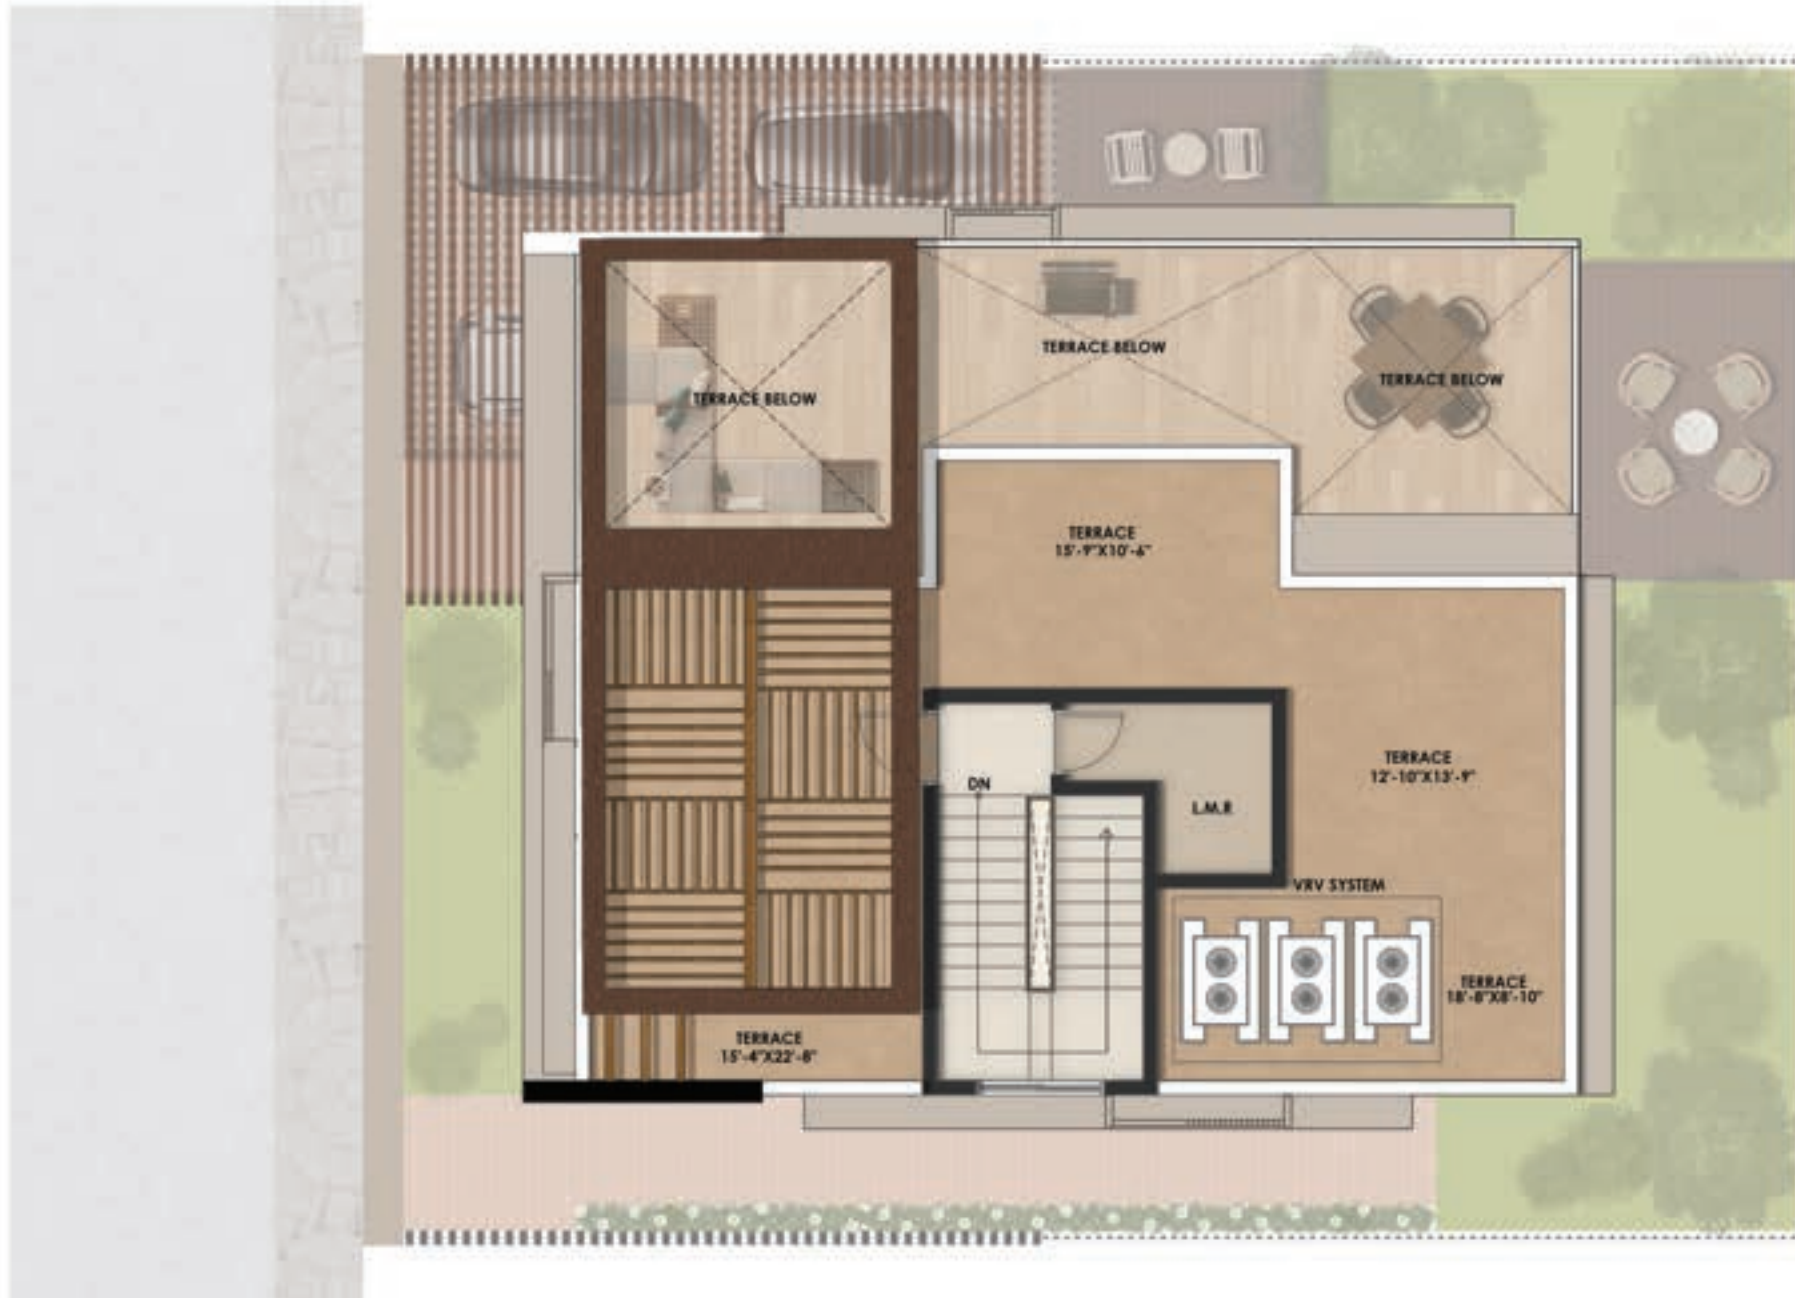 TERRACE BELOW
TERRACE BELOW
TERRACE BELOW
TERRACE
15'-9"X10'-6"
TERRACE
12'-10"X13'-9"
DN
L.M.R
VRV SYSTEM
TERRACE
18'-8"X8'-10"
TERRACE
15'-4"X22'-8"